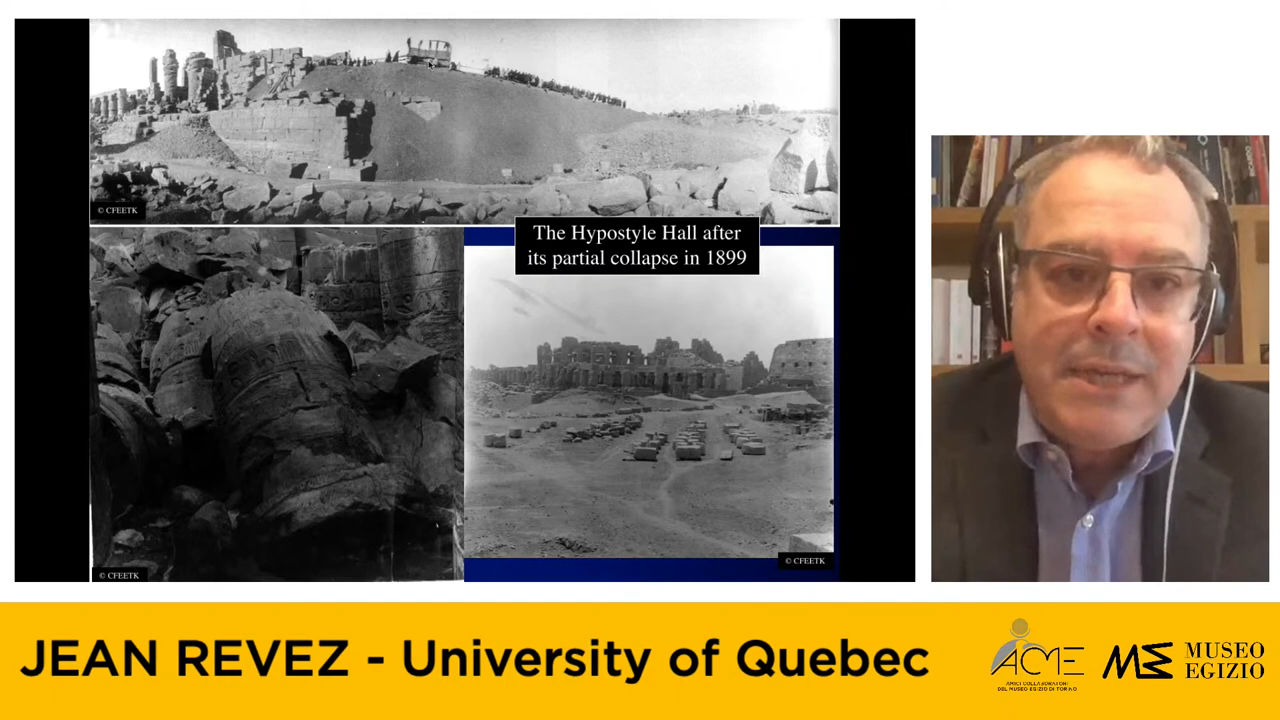 © CFEETK
The Hypostyle Hall after
its partial collapse in 1899
© CFEETK
© CFEETK
JEAN REVEZ - University of Quebec
ACME
AMICI COLLABORATORI
DEL MUSEO EGIZIO DI TORINO
ME
MUSEO
EGIZIO